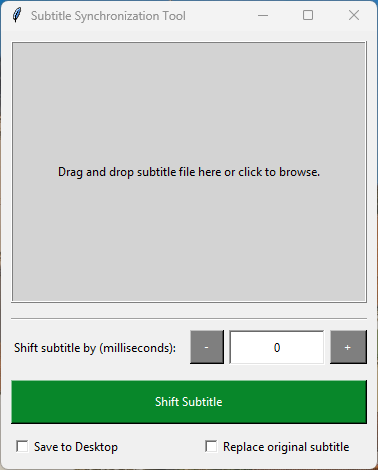 Subtitle Synchronization Tool
Drag and drop subtitle file here or click to browse.
Shift subtitle by (milliseconds): - 0 +
Shift Subtitle
Save to Desktop Replace original subtitle